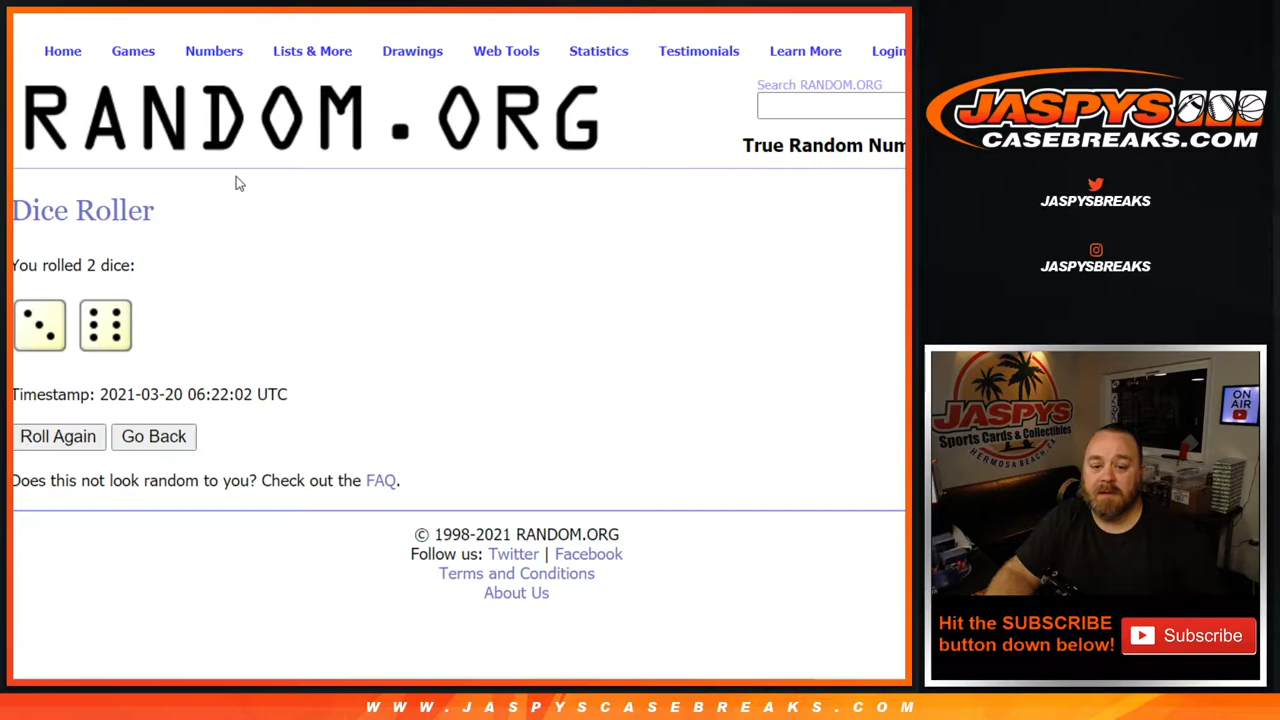 Home Games Numbers Lists & More Drawings Web Tools Statistics Testimonials Learn More Login
RANDOM.ORG
Search RANDOM.ORG
True Random Num
Dice Roller
You rolled 2 dice:
Timestamp: 2021-03-20 06:22:02 UTC
Roll Again Go Back
Does this not look random to you? Check out the FAQ.
© 1998-2021 RANDOM.ORG
Follow us: Twitter | Facebook
Terms and Conditions
About Us
JASPYS
CASEBREAKS.COM
JASPYSBREAKS
JASPYSBREAKS
JASPYS
Sports Cards & Collectibles
HERMOSA BEACH, CA
ON
AIR
Hit the SUBSCRIBE
button down below!
Subscribe
WWW.JASPYSCASEBREAKS.COM